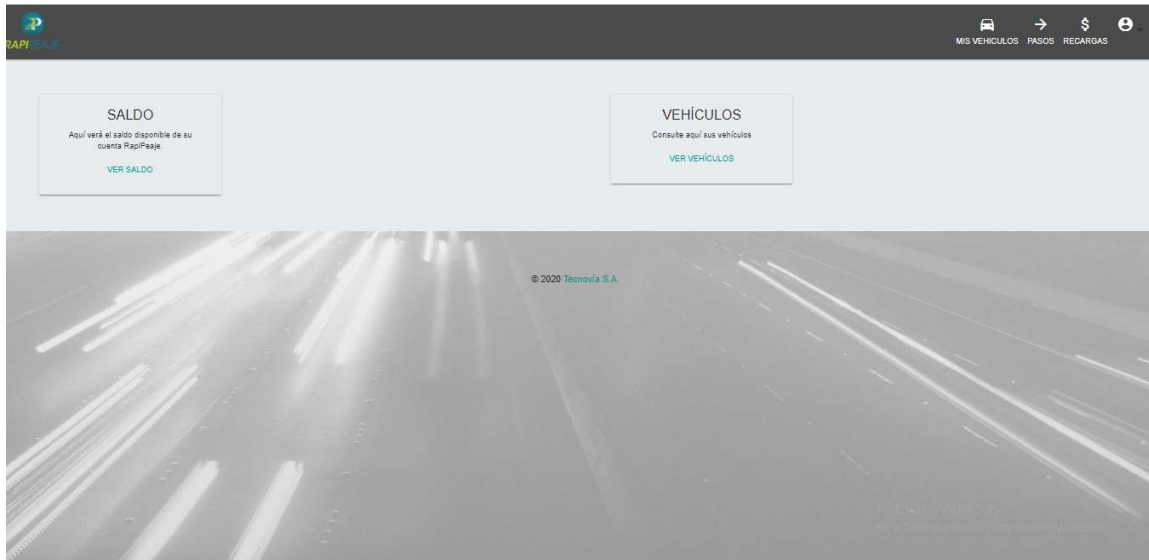 RAPIPEAJE
MIS VEHICULOS PASOS RECARGAS
SALDO
Aquí verá el saldo disponible de su
cuenta RapiPeaje.
VER SALDO
VEHÍCULOS
Consulte aquí sus vehículos
VER VEHÍCULOS
© 2020 Tecnovía S.A.
Activar Windows